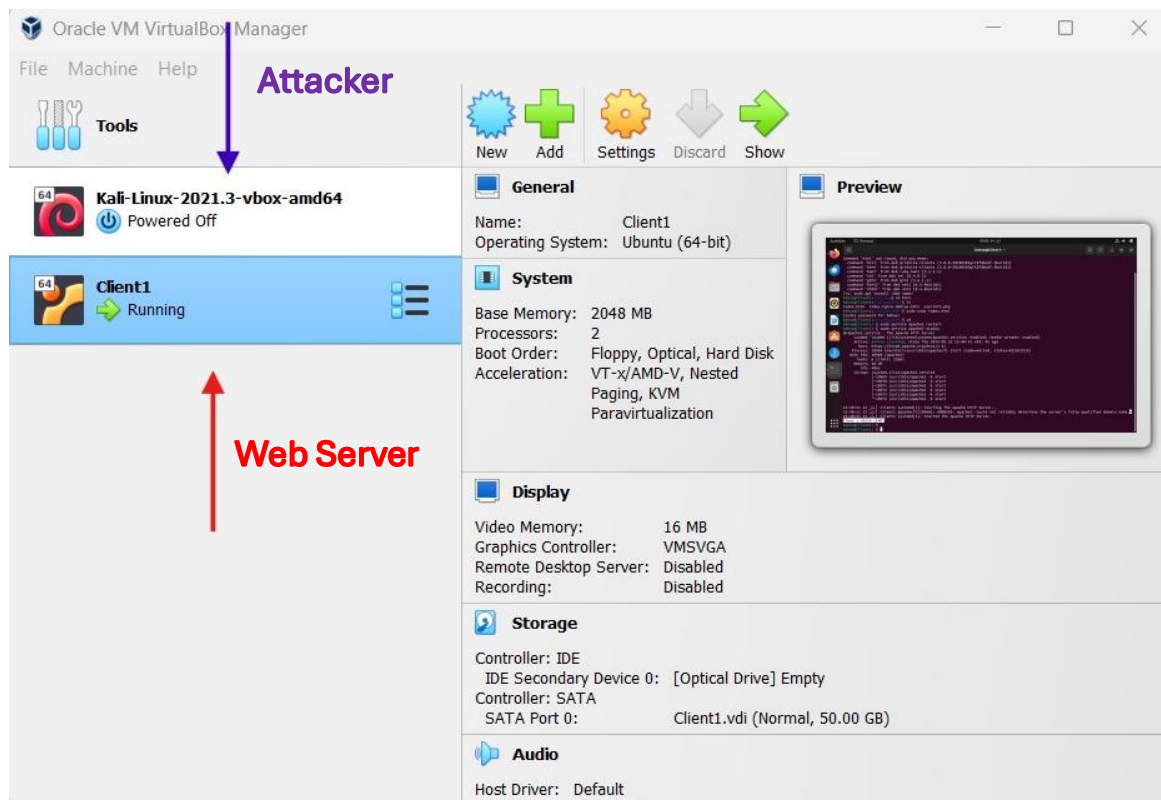 Oracle VM VirtualBox Manager
File Machine Help
Attacker
Tools
New Add Settings Discard Show
64
Kali-Linux-2021.3-vbox-amd64
Powered Off
64
Client1
Running
Web Server
General
Name: Client1
Operating System: Ubuntu (64-bit)
System
Base Memory: 2048 MB
Processors: 2
Boot Order: Floppy, Optical, Hard Disk
Acceleration: VT-x/AMD-V, Nested
Paging, KVM
Paravirtualization
Preview
Display
Video Memory: 16 MB
Graphics Controller: VMSVGA
Remote Desktop Server: Disabled
Recording: Disabled
Storage
Controller: IDE
IDE Secondary Device 0: [Optical Drive] Empty
Controller: SATA
SATA Port 0: Client1.vdi (Normal, 50.00 GB)
Audio
Host Driver: Default